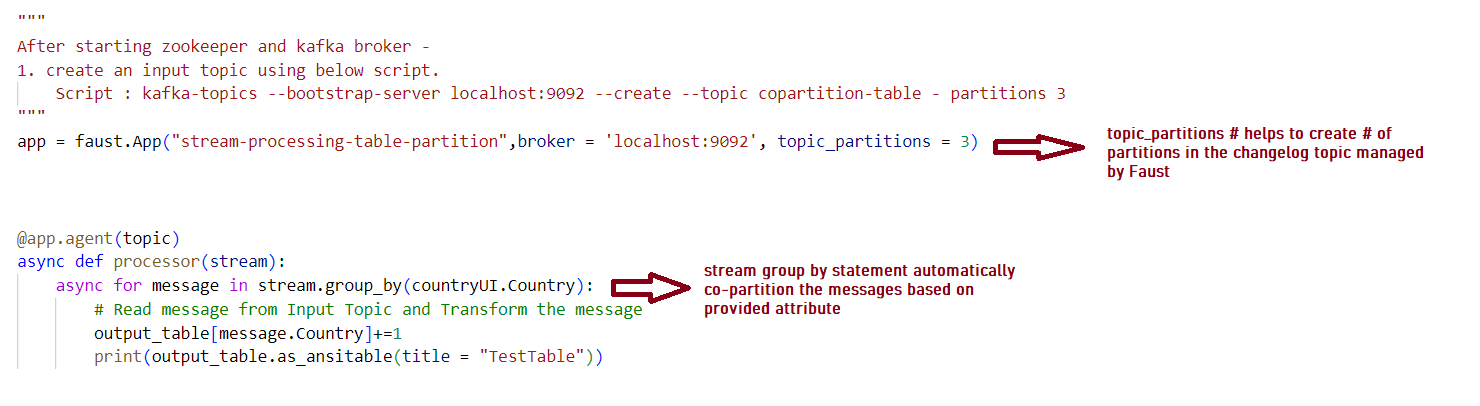 """
After starting zookeeper and kafka broker -
1. create an input topic using below script.
Script : kafka-topics --bootstrap-server localhost:9092 --create --topic copartition-table - partitions 3
"""
app = faust.App("stream-processing-table-partition",broker = 'localhost:9092', topic_partitions = 3)
topic_partitions # helps to create # of
partitions in the changelog topic managed
by Faust
@app.agent(topic)
async def processor(stream):
async for message in stream.group_by(countryUI.Country):
# Read message from Input Topic and Transform the message
output_table[message.Country]+=1
print(output_table.as_ansitable(title = "TestTable"))
stream group by statement automatically
co-partition the messages based on
provided attribute